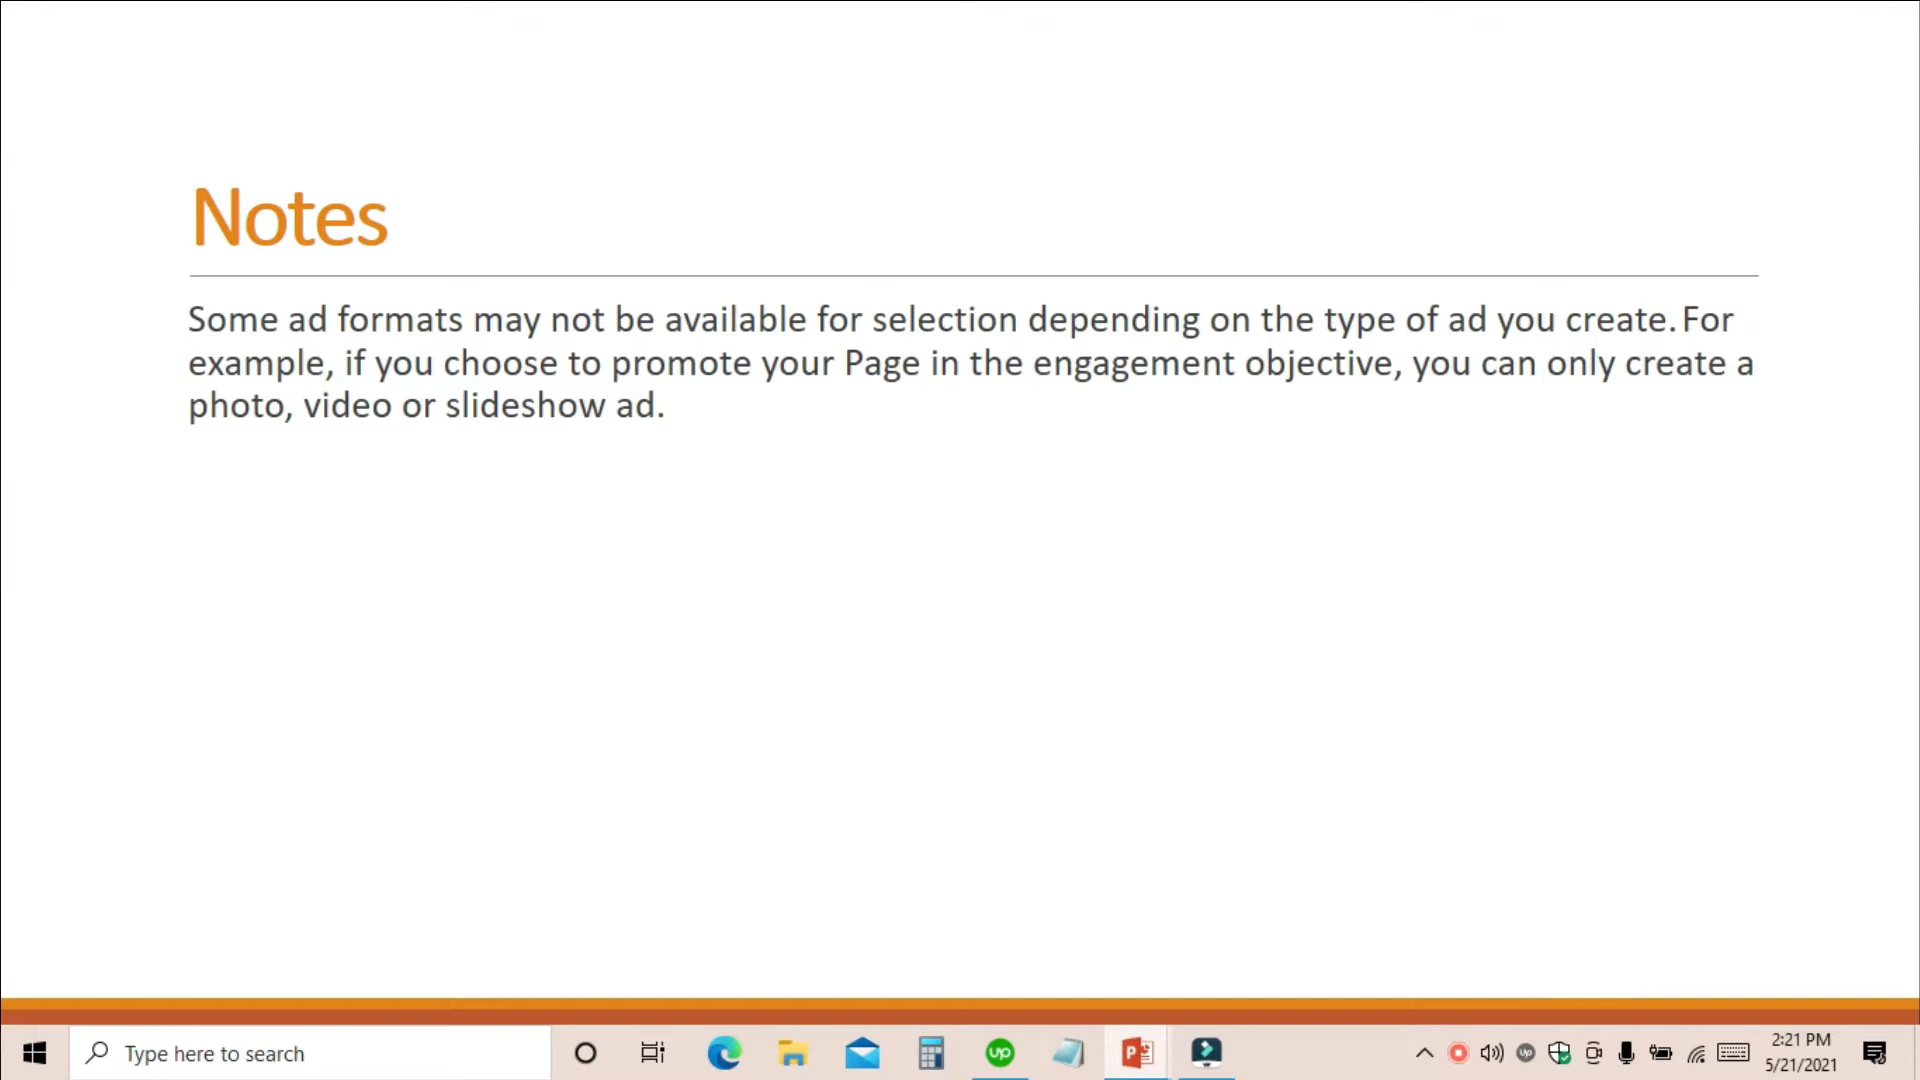 Notes
Some ad formats may not be available for selection depending on the type of ad you create. For
example, if you choose to promote your Page in the engagement objective, you can only create a
photo, video or slideshow ad.
Type here to search
up
up
P
2:21 PM
5/21/2021